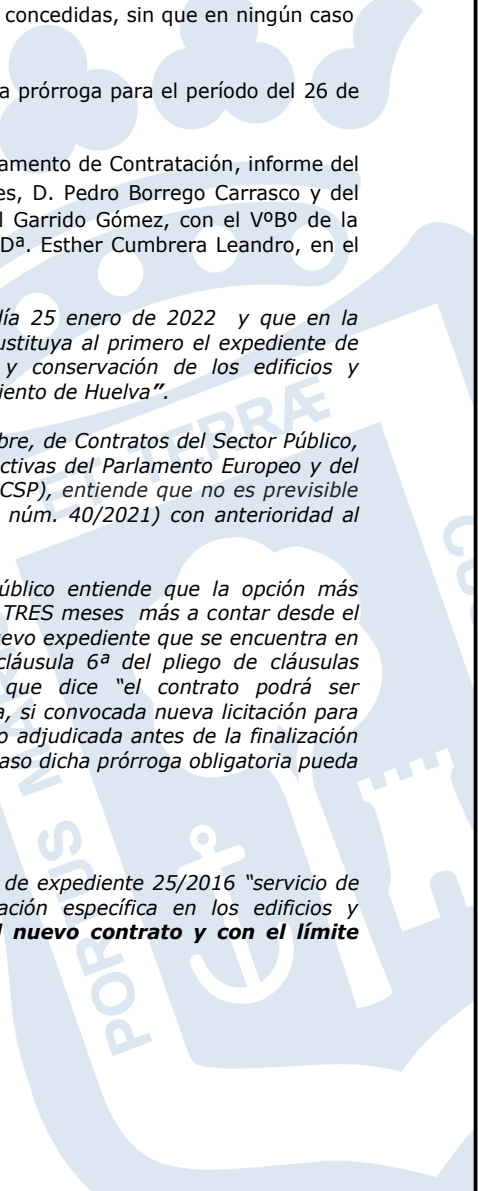 concedidas, sin que en ningún caso
a prórroga para el período del 26 de
amento de Contratación, informe del
es, D. Pedro Borrego Carrasco y del
l Garrido Gómez, con el VºBº de la
Dª. Esther Cumbrera Leandro, en el
día 25 enero de 2022 y que en la
ustituya al primero el expediente de
y conservación de los edificios y
iento de Huelva".
bre, de Contratos del Sector Público,
ctivas del Parlamento Europeo y del
CSP), entiende que no es previsible
núm. 40/2021) con anterioridad al
úblico entiende que la opción más
TRES meses más a contar desde el
evo expediente que se encuentra en
cláusula 6ª del pliego de cláusulas
que dice "el contrato podrá ser
a, si convocada nueva licitación para
o adjudicada antes de la finalización
aso dicha prórroga obligatoria pueda
de expediente 25/2016 "servicio de
ación específica en los edificios y
l nuevo contrato y con el límite
ET TERRÆ
CUS
PORTUS MARIS